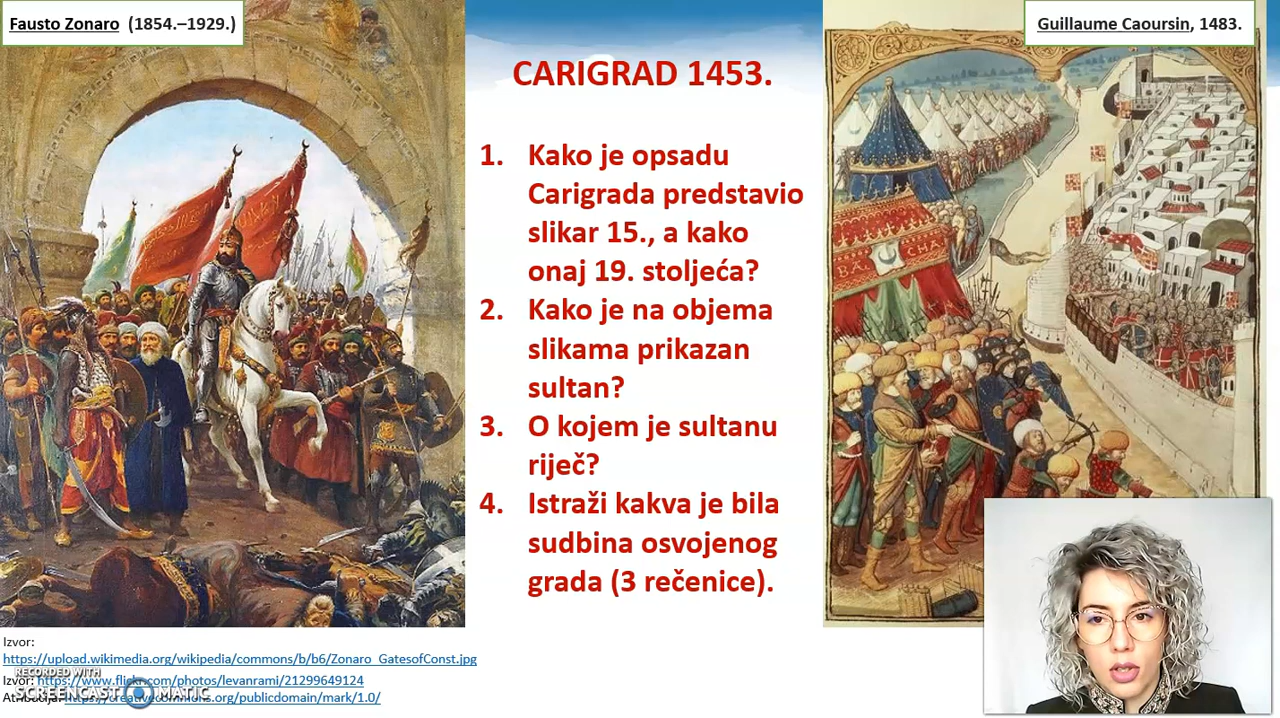 Fausto Zonaro (1854.–1929.)
Guillaume Caoursin, 1483.
CARIGRAD 1453.
1. Kako je opsadu
Carigrada predstavio
slikar 15., a kako
onaj 19. stoljeća?
2. Kako je na objema
slikama prikazan
sultan?
3. O kojem je sultanu
riječ?
4. Istraži kakva je bila
sudbina osvojenog
grada (3 rečenice).
Izvor:
https://upload.wikimedia.org/wikipedia/commons/b/b6/Zonaro_GatesofConst.jpg
RECORDED WITH
Izvor: https://www.flickr.com/photos/levanrami/21299649124
SCREENCAST MATIC
Atribucija: https://creativecommons.org/publicdomain/mark/1.0/